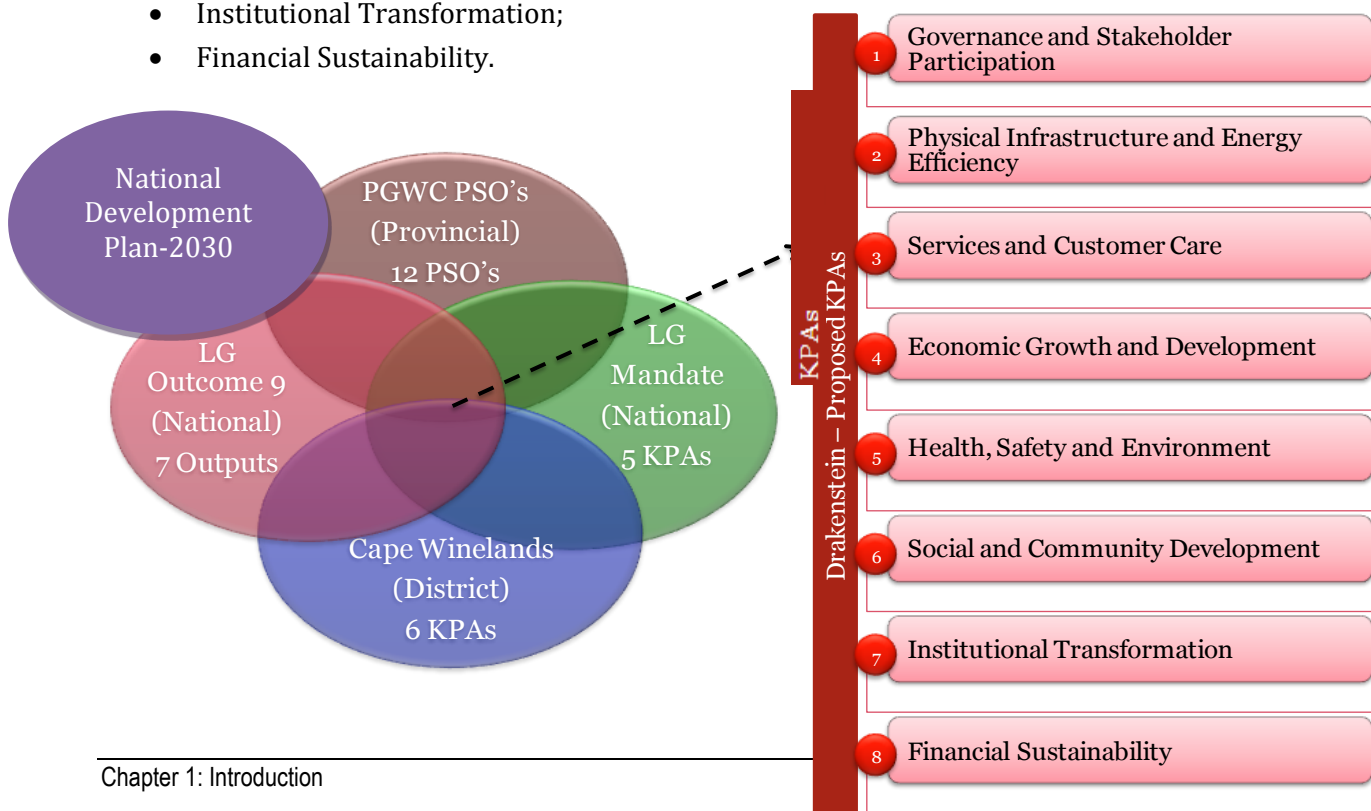 • Institutional Transformation;
• Financial Sustainability.
National
Development
Plan-2030
PGWC PSO's
(Provincial)
12 PSO's
LG
Outcome 9
(National)
7 Outputs
LG
Mandate
(National)
5 KPAs
Cape Winelands
(District)
6 KPAs
KPAs
Drakenstein – Proposed KPAs
1
Governance and Stakeholder
Participation
2
Physical Infrastructure and Energy
Efficiency
3
Services and Customer Care
4
Economic Growth and Development
5
Health, Safety and Environment
6
Social and Community Development
7
Institutional Transformation
8
Financial Sustainability
Chapter 1: Introduction